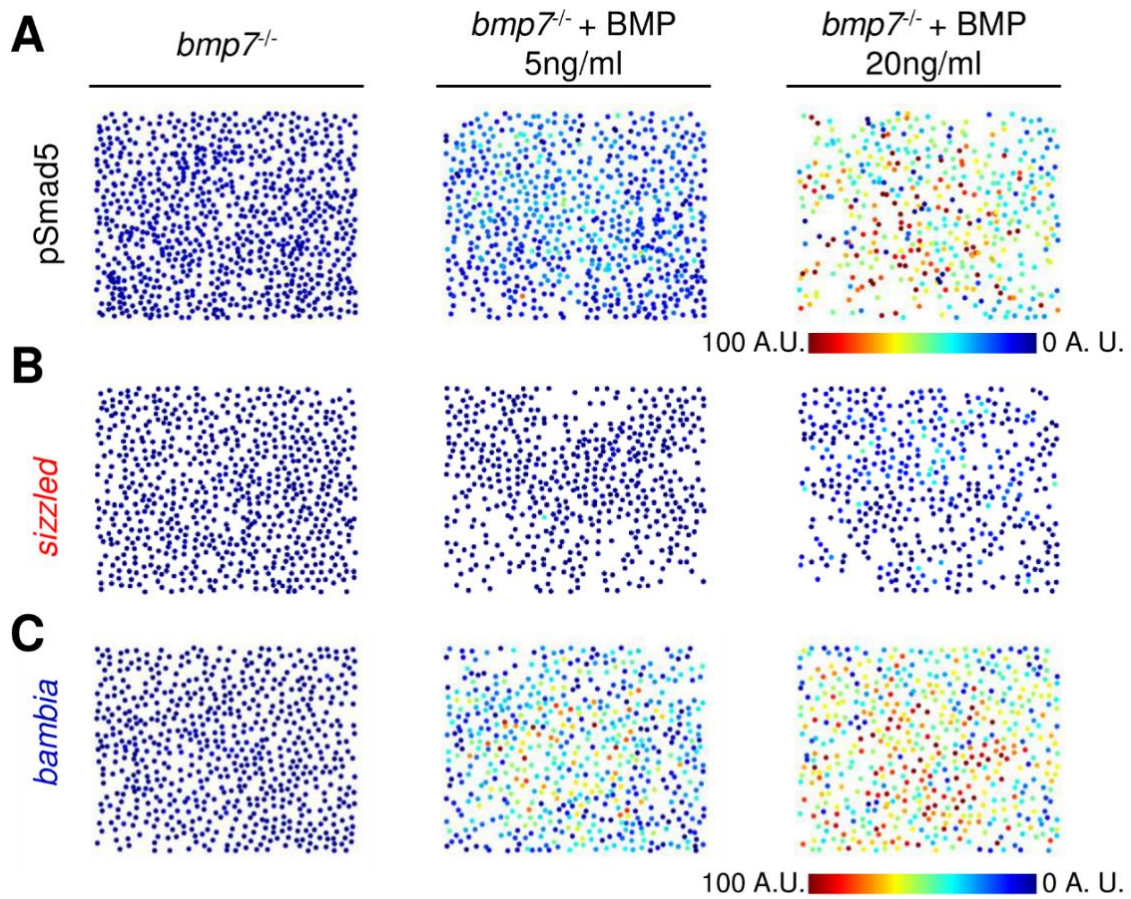 A
bmp7-/-
bmp7-/- + BMP
5ng/ml
bmp7-/- + BMP
20ng/ml
pSmad5
100 A.U.
0 A. U.
B
sizzled
C
bambia
100 A.U.
0 A. U.